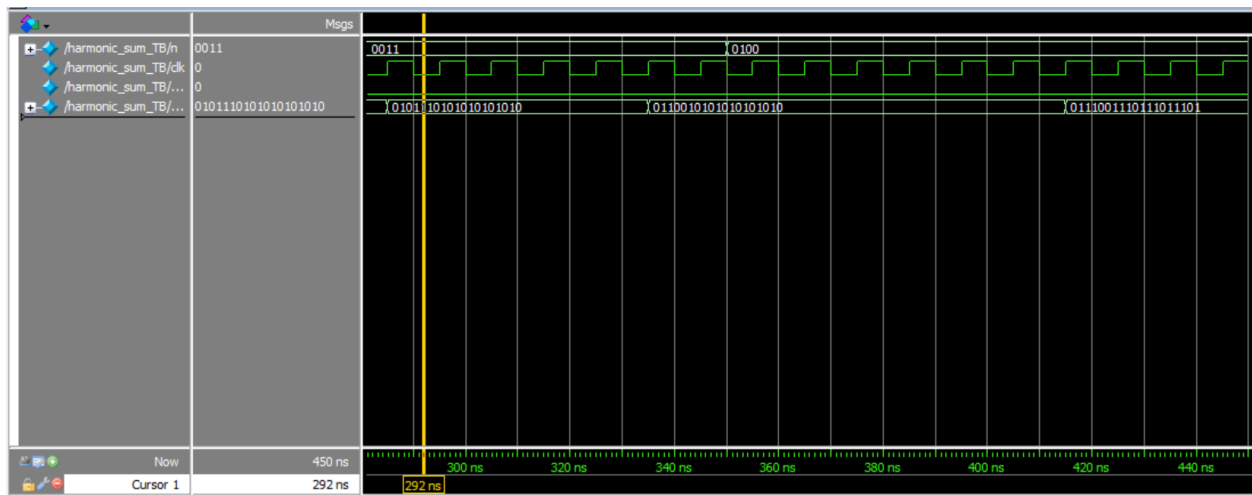 Msgs
/harmonic_sum_TB/n 0011 0011 0100
/harmonic_sum_TB/clk 0
/harmonic_sum_TB/... 0
/harmonic_sum_TB/... 0101110101010101010 0101110101010101010 0110010101010101010 0111001110111011101
Now 450 ns 300 ns 320 ns 340 ns 360 ns 380 ns 400 ns 420 ns 440 ns
Cursor 1 292 ns 292 ns